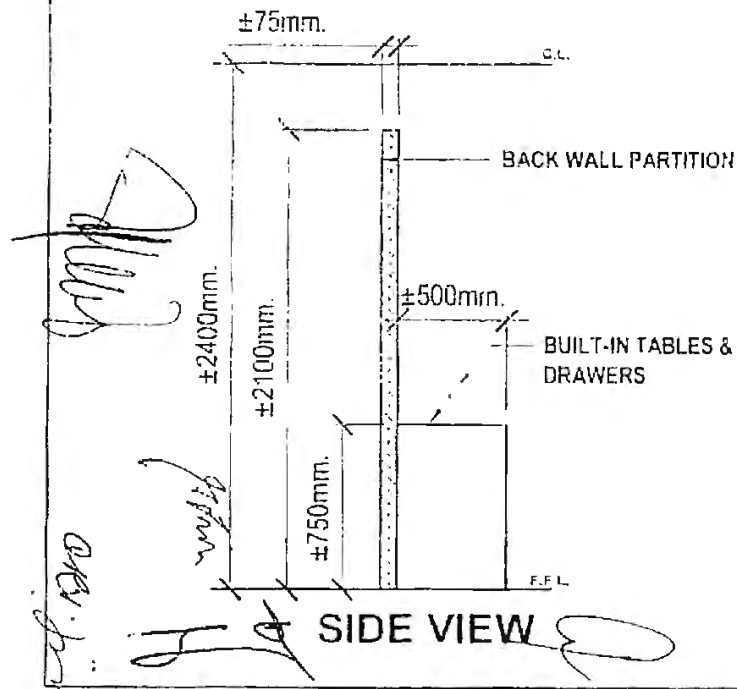 ±75mm.
C.L.
BACK WALL PARTITION
±500mm.
±2400mm.
±2100mm.
BUILT-IN TABLES &
DRAWERS
±750mm.
F.F.L.
SIDE VIEW